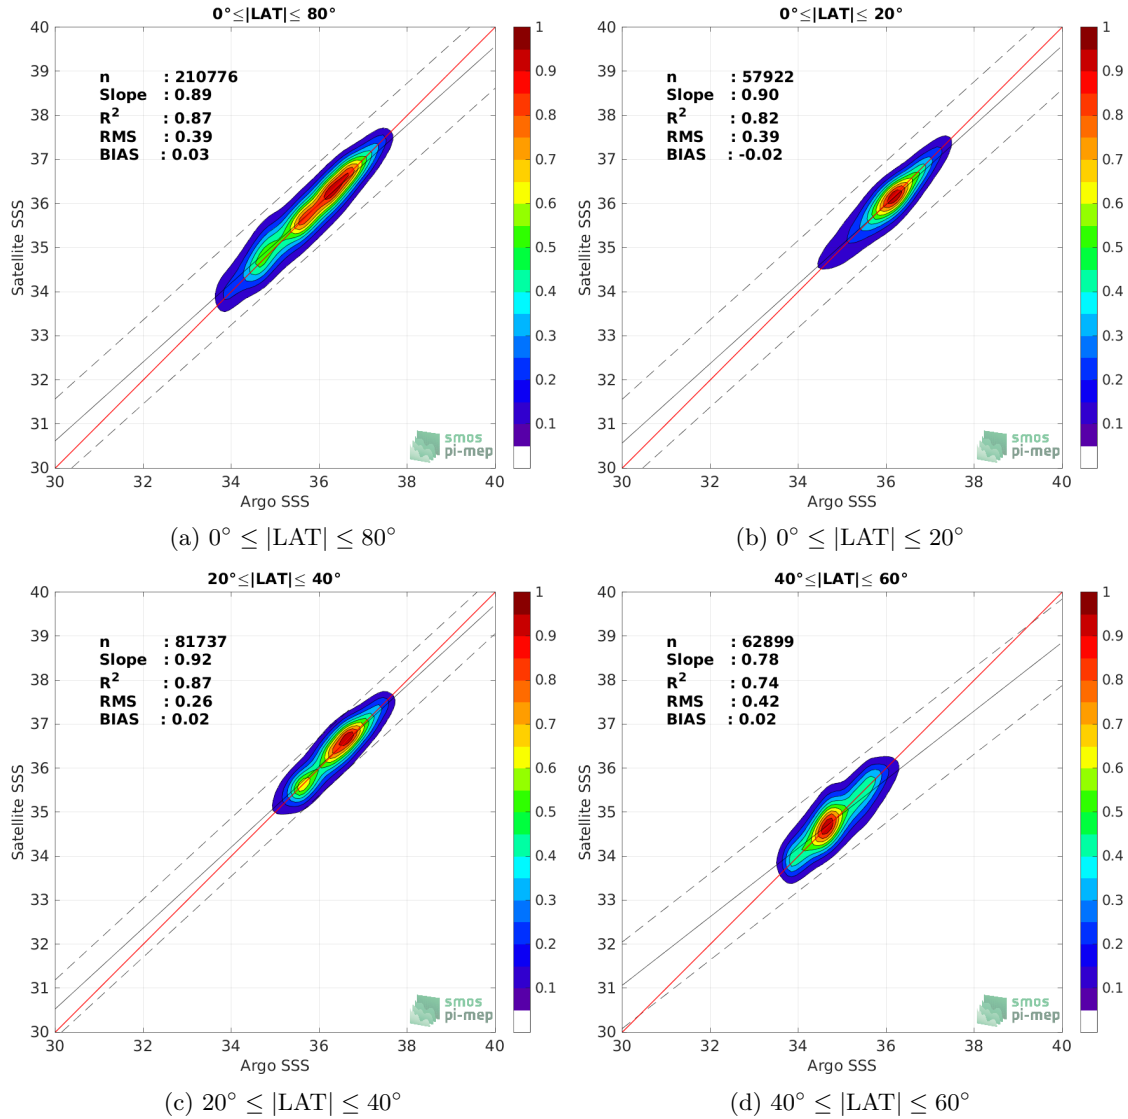 0°≤|LAT|≤ 80°
n : 210776
Slope : 0.89
R² : 0.87
RMS : 0.39
BIAS : 0.03
Satellite SSS
40
39
38
37
36
35
34
33
32
31
30
30 32 34 36 38 40
Argo SSS
1
0.9
0.8
0.7
0.6
0.5
0.4
0.3
0.2
0.1
smos
pi-mep
(a) 0° ≤ |LAT| ≤ 80°
0°≤|LAT|≤ 20°
n : 57922
Slope : 0.90
R² : 0.82
RMS : 0.39
BIAS : -0.02
Satellite SSS
40
39
38
37
36
35
34
33
32
31
30
30 32 34 36 38 40
Argo SSS
1
0.9
0.8
0.7
0.6
0.5
0.4
0.3
0.2
0.1
smos
pi-mep
(b) 0° ≤ |LAT| ≤ 20°
20°≤|LAT|≤ 40°
n : 81737
Slope : 0.92
R² : 0.87
RMS : 0.26
BIAS : 0.02
Satellite SSS
40
39
38
37
36
35
34
33
32
31
30
30 32 34 36 38 40
Argo SSS
1
0.9
0.8
0.7
0.6
0.5
0.4
0.3
0.2
0.1
smos
pi-mep
(c) 20° ≤ |LAT| ≤ 40°
40°≤|LAT|≤ 60°
n : 62899
Slope : 0.78
R² : 0.74
RMS : 0.42
BIAS : 0.02
Satellite SSS
40
39
38
37
36
35
34
33
32
31
30
30 32 34 36 38 40
Argo SSS
1
0.9
0.8
0.7
0.6
0.5
0.4
0.3
0.2
0.1
smos
pi-mep
(d) 40° ≤ |LAT| ≤ 60°